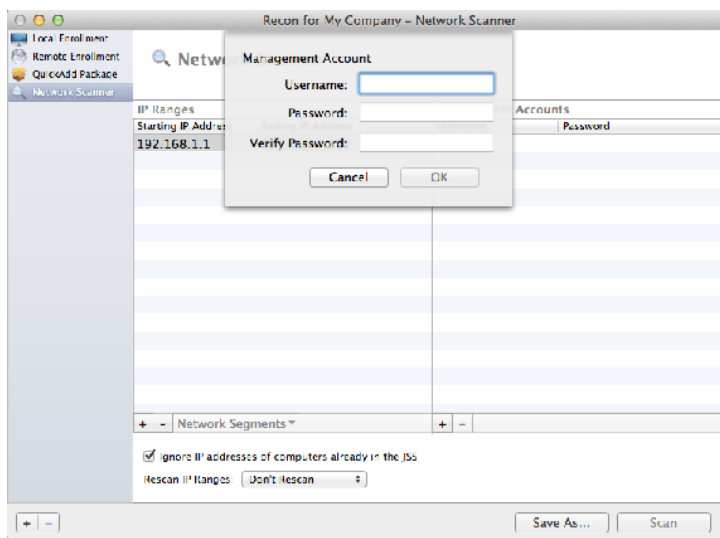 Recon for My Company – Network Scanner
Local Enrollment
Remote Enrollment
QuickAdd Package
Network Scanner
Netw
Management Account
Username:
Password:
Verify Password:
Cancel
OK
IP Ranges
Accounts
Starting IP Addres
Password
192.168.1.1
+ - Network Segments
+ -
Ignore IP addresses of computers already in the JSS
Rescan IP Ranges: Don't Rescan
+ -
Save As...
Scan